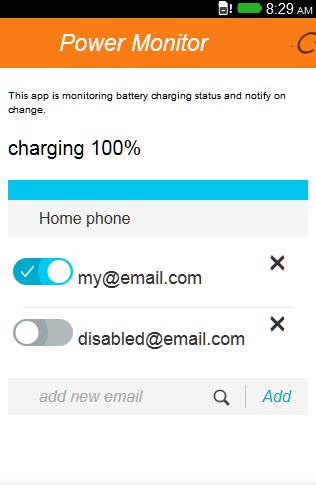 8:29 AM
Power Monitor
This app is monitoring battery charging status and notify on
change.
charging 100%
Home phone
my@email.com
disabled@email.com
add new email
Add